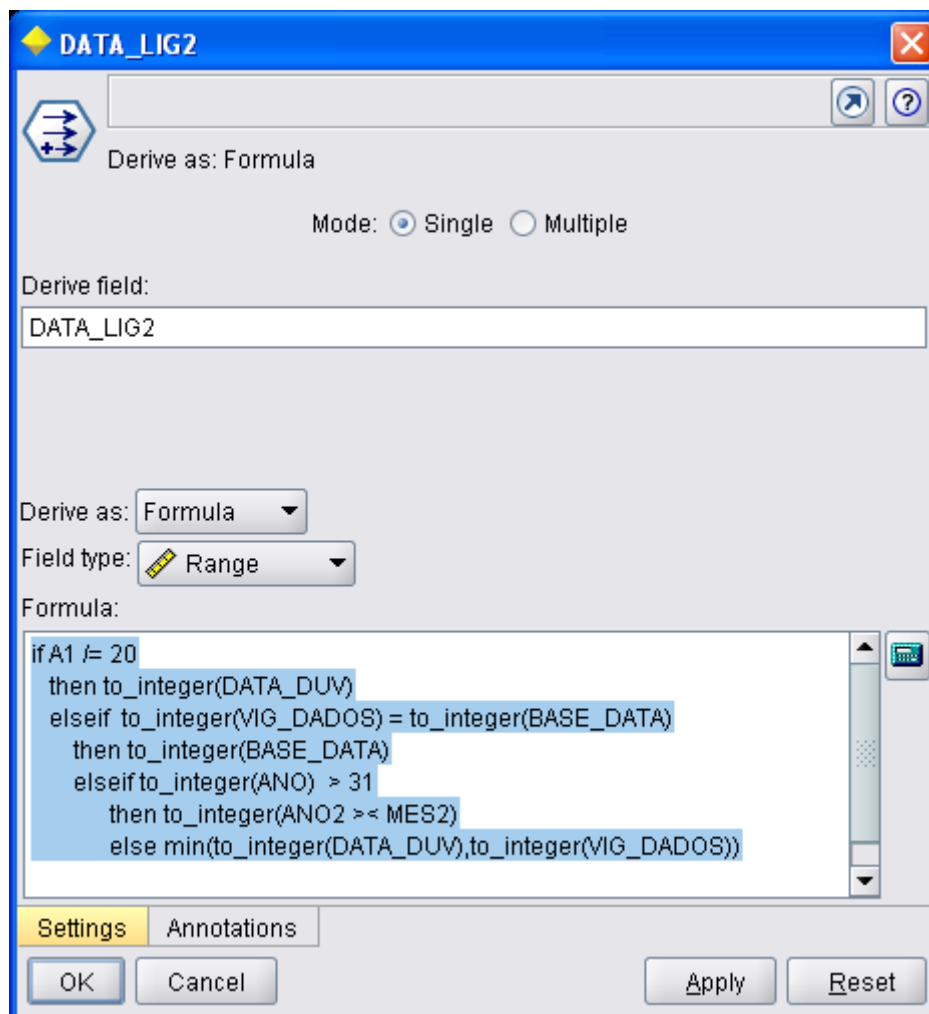 DATA_LIG2
Derive as: Formula
Mode: Single Multiple
Derive field:
DATA_LIG2
Derive as: Formula
Field type: Range
Formula:
if A1 /= 20
then to_integer(DATA_DUV)
elseif to_integer(VIG_DADOS) = to_integer(BASE_DATA)
then to_integer(BASE_DATA)
elseif to_integer(ANO) > 31
then to_integer(ANO2 >< MES2)
else min(to_integer(DATA_DUV),to_integer(VIG_DADOS))
Settings Annotations
OK Cancel Apply Reset